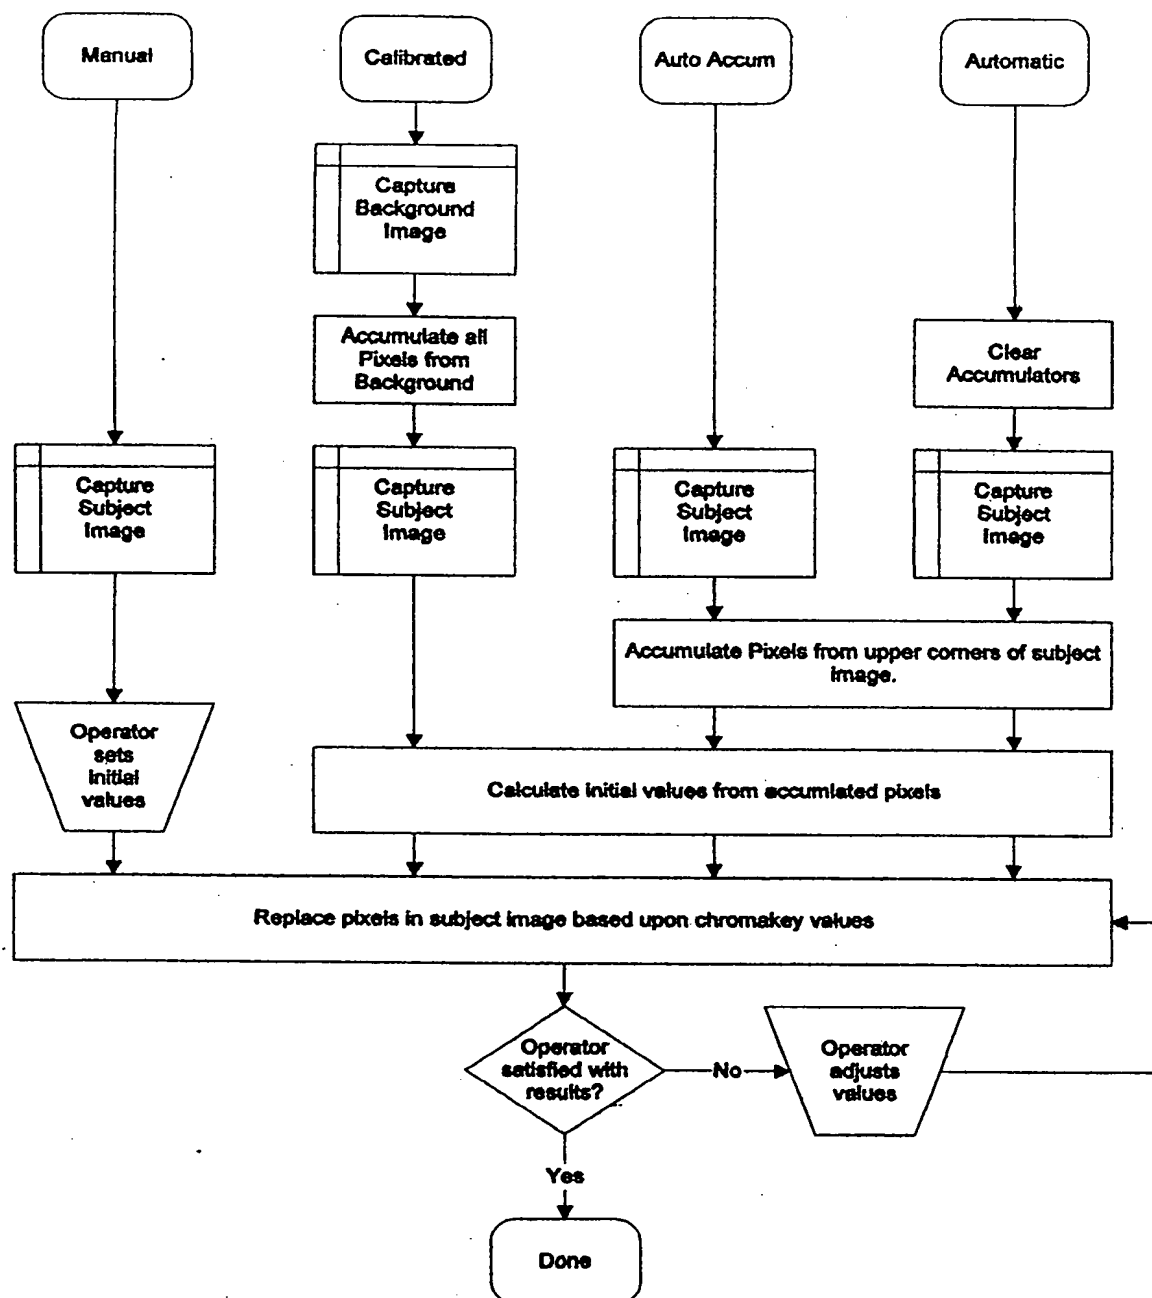 Manual
Calibrated
Auto Accum
Automatic
Capture
Background
Image
Accumulate all
Pixels from
Background
Clear
Accumulators
Capture
Subject
Image
Capture
Subject
Image
Capture
Subject
Image
Capture
Subject
Image
Accumulate Pixels from upper corners of subject
image.
Operator
sets
initial
values
Calculate initial values from accumlated pixels
Replace pixels in subject image based upon chromakey values
Operator
satisfied with
results?
No
Operator
adjusts
values
Yes
Done